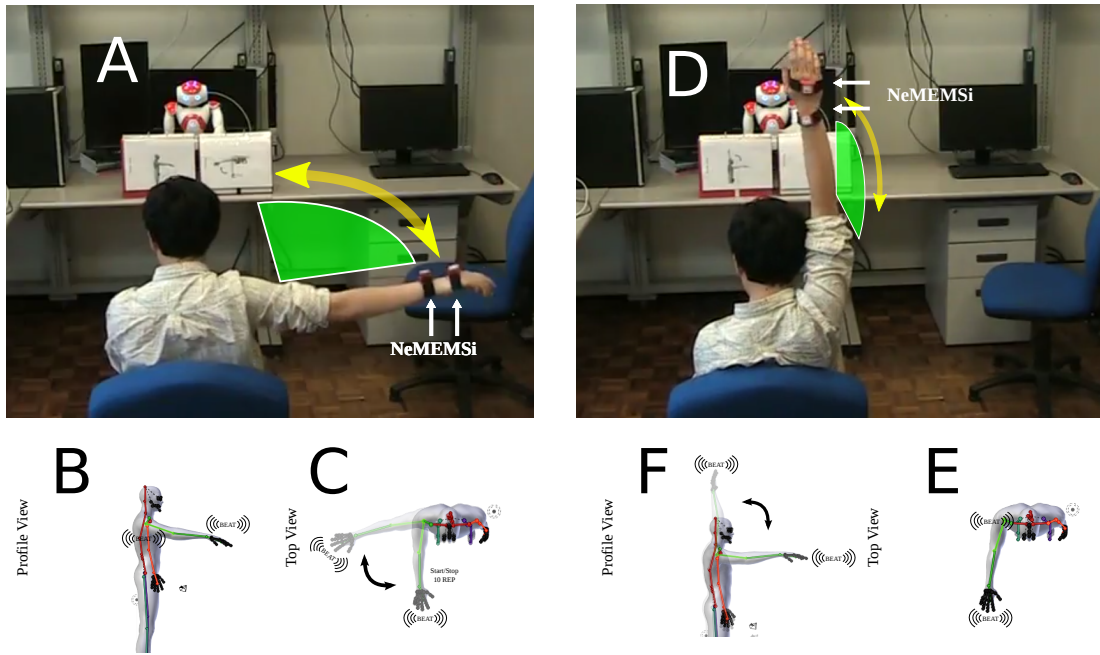 A
NeMEMSi
D
NeMEMSi
B
Profile View
(((BEAT)))
(((BEAT)))
C
Top View
(((BEAT)))
Start/Stop
10 REP
(((BEAT)))
F
Profile View
(((BEAT)))
(((BEAT)))
E
Top View
(((BEAT)))
(((BEAT)))